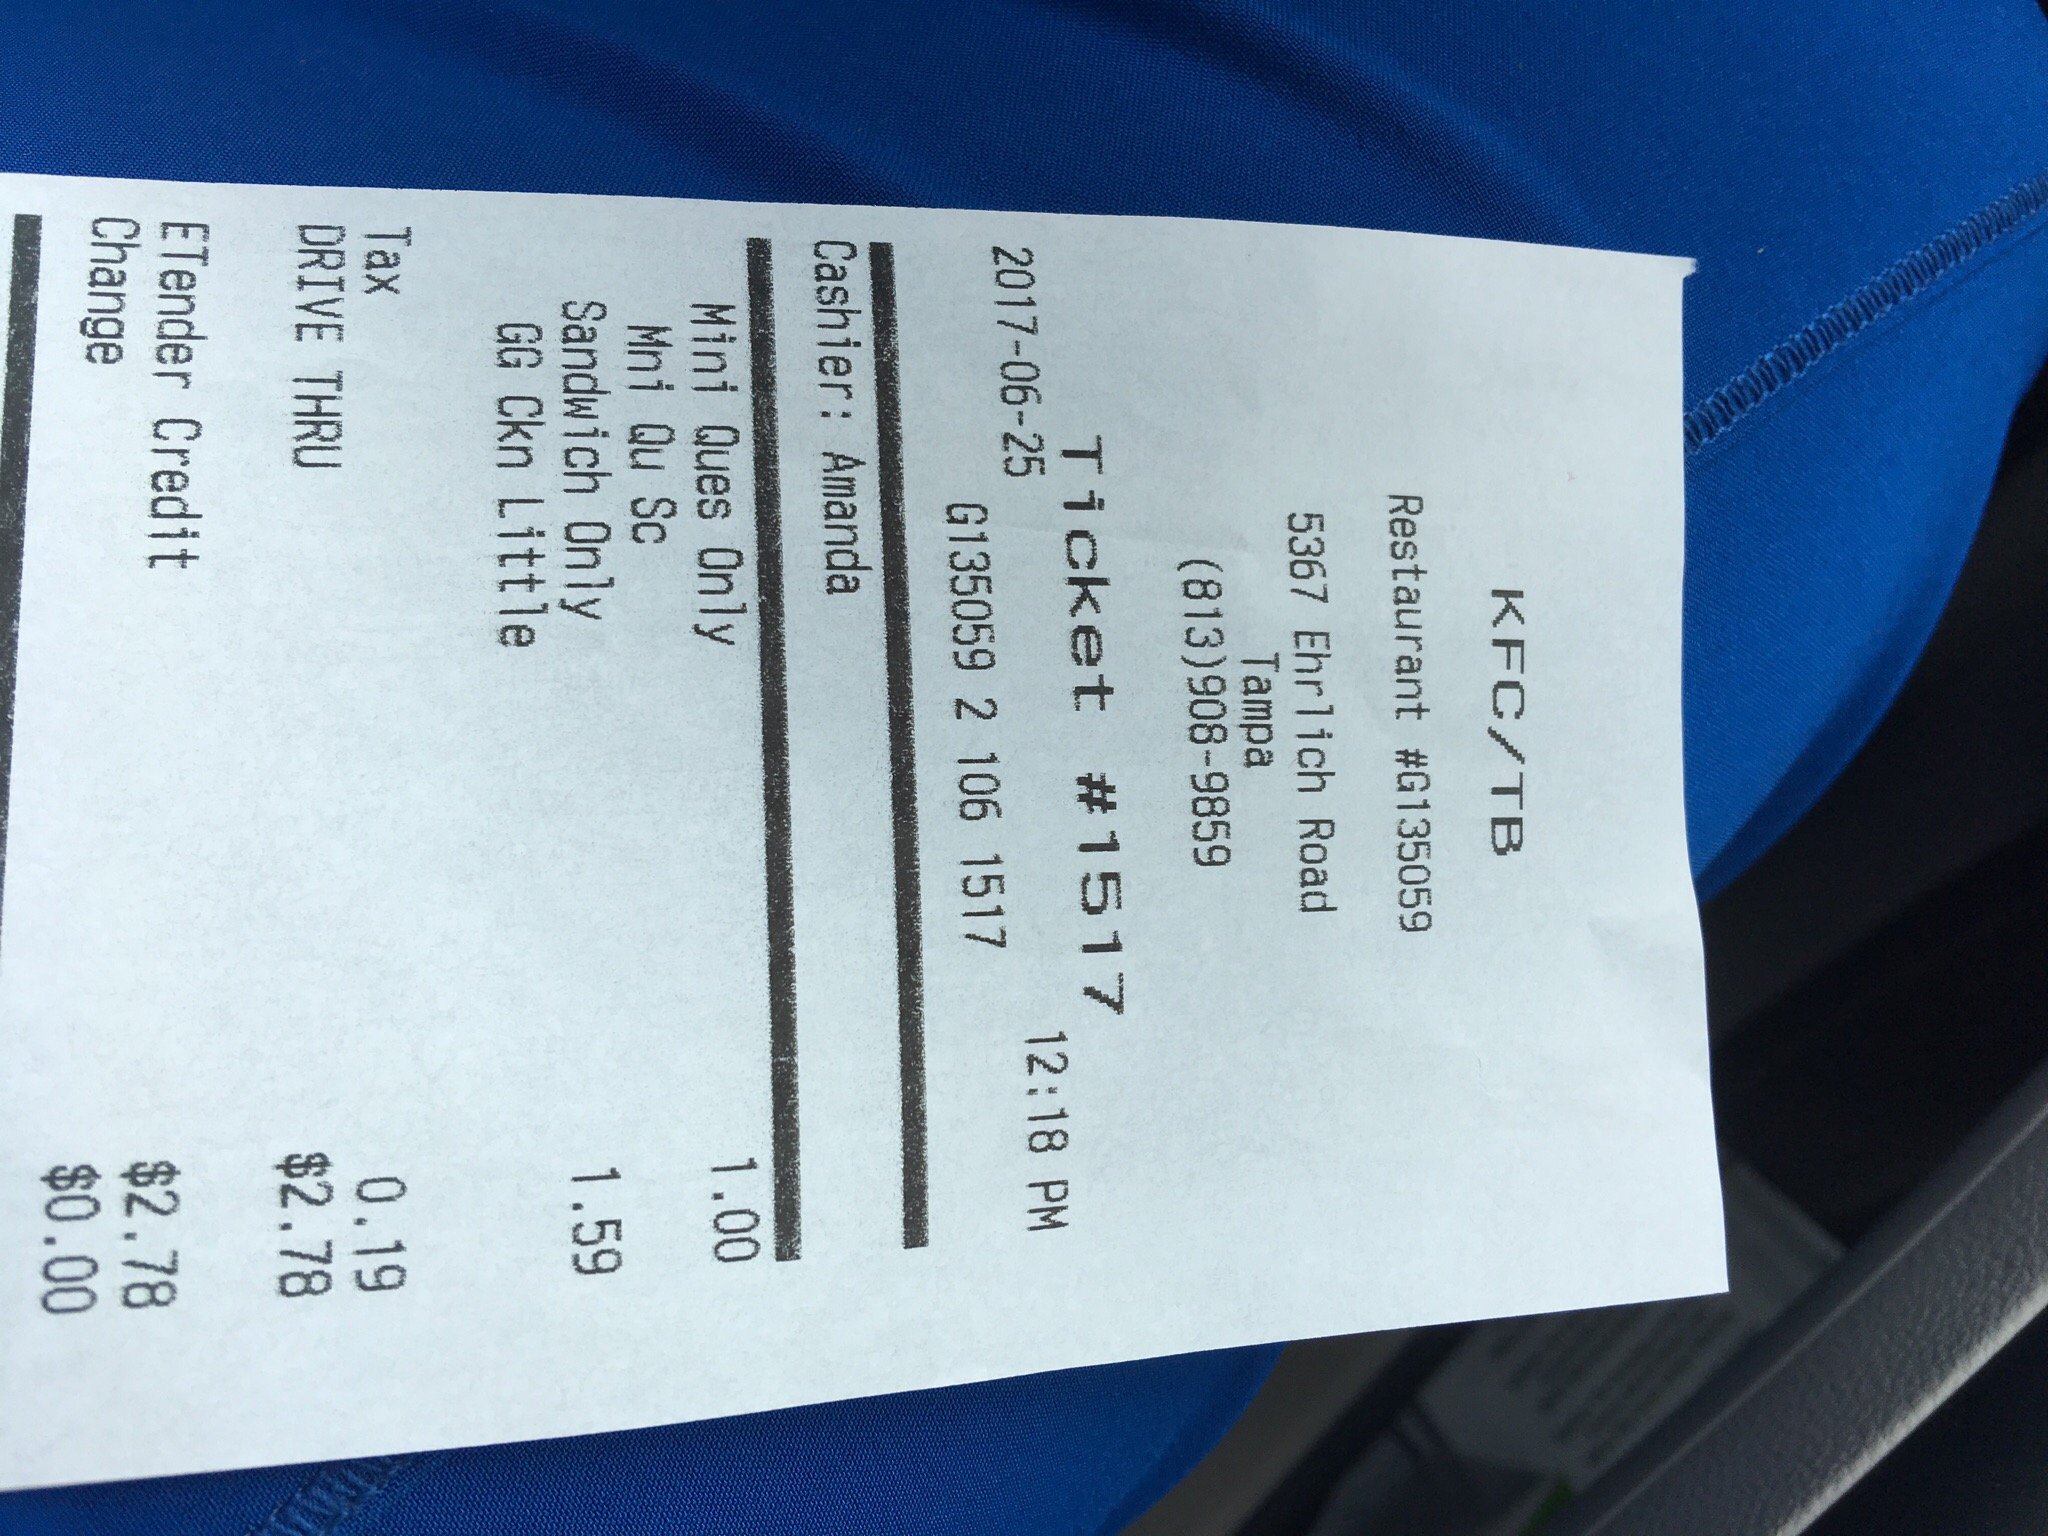 KFC/TB
Restaurant #G135059
5367 Ehrlich Road
Tampa
(813)908-9859
Ticket #1517
2017-06-25 12:18 PM
G135059 2 106 1517
Cashier: Amanda
Mini Ques Only 1.00
Mni Qu Sc
Sandwich Only 1.59
GG Ckn Little
Tax 0.19
DRIVE THRU $2.78
ETender Credit $2.78
Change $0.00